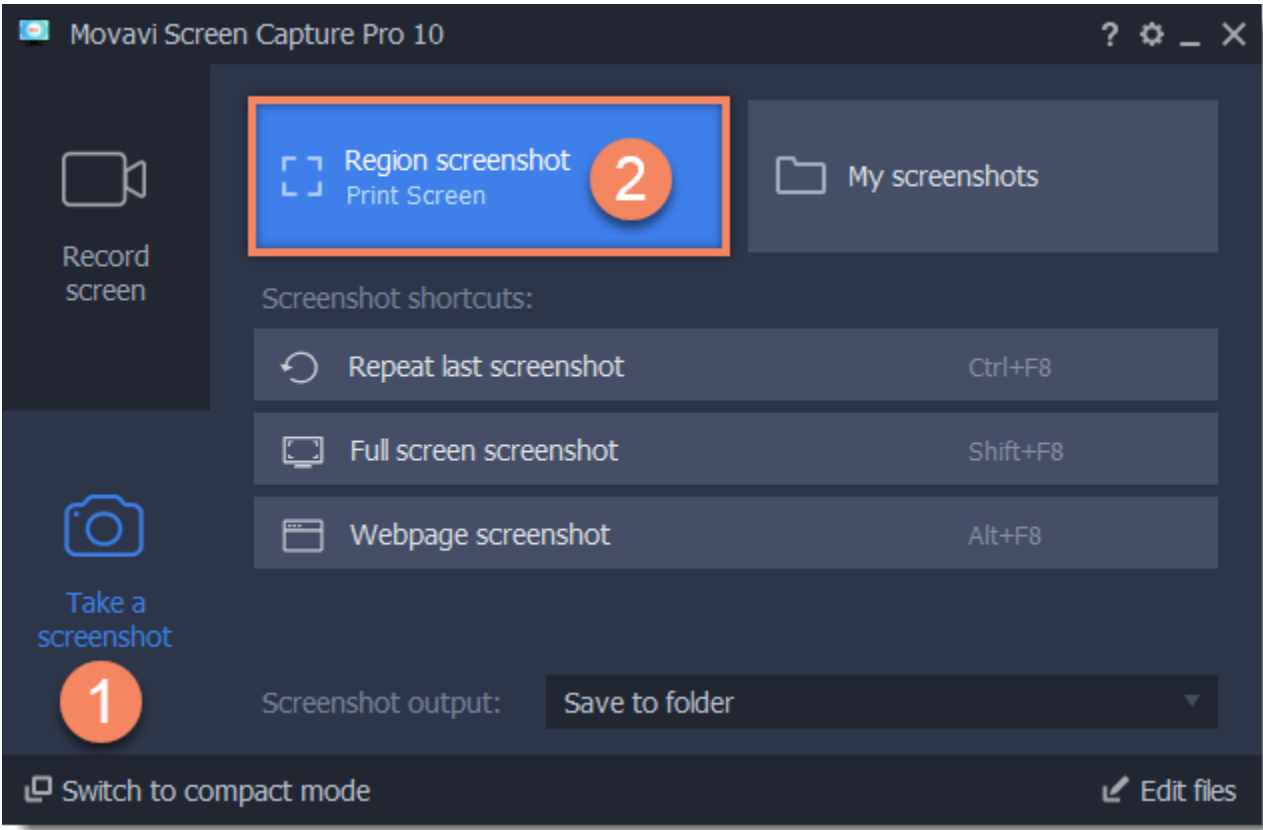 Movavi Screen Capture Pro 10
?
Record
screen
Region screenshot
Print Screen
2
My screenshots
Screenshot shortcuts:
Repeat last screenshot Ctrl+F8
Full screen screenshot Shift+F8
Webpage screenshot Alt+F8
Take a
screenshot
1
Screenshot output: Save to folder
Switch to compact mode
Edit files